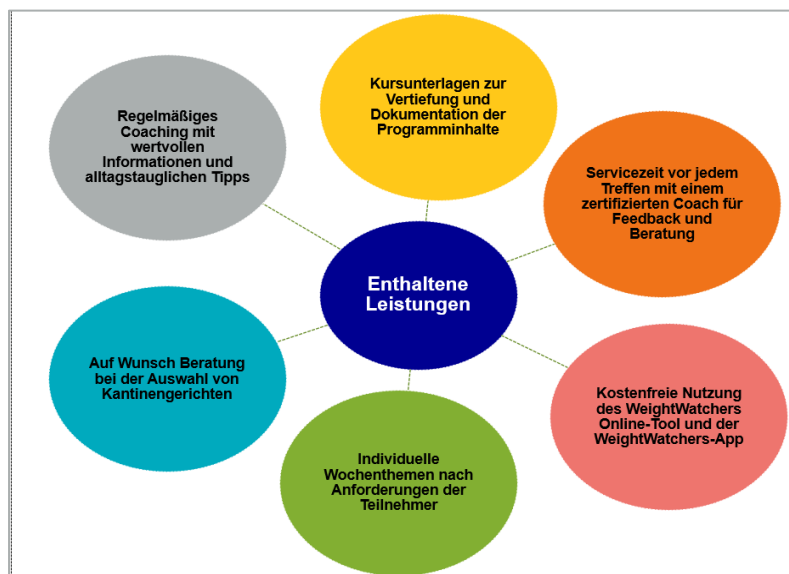 Kursunterlagen zur
Vertiefung und
Dokumentation der
Programminhalte
Regelmäßiges
Coaching mit
wertvollen
Informationen und
alltagstauglichen Tipps
Servicezeit vor jedem
Treffen mit einem
zertifizierten Coach für
Feedback und
Beratung
Enthaltene
Leistungen
Auf Wunsch Beratung
bei der Auswahl von
Kantinengerichten
Kostenfreie Nutzung
des WeightWatchers
Online-Tool und der
WeightWatchers-App
Individuelle
Wochenthemen nach
Anforderungen der
Teilnehmer